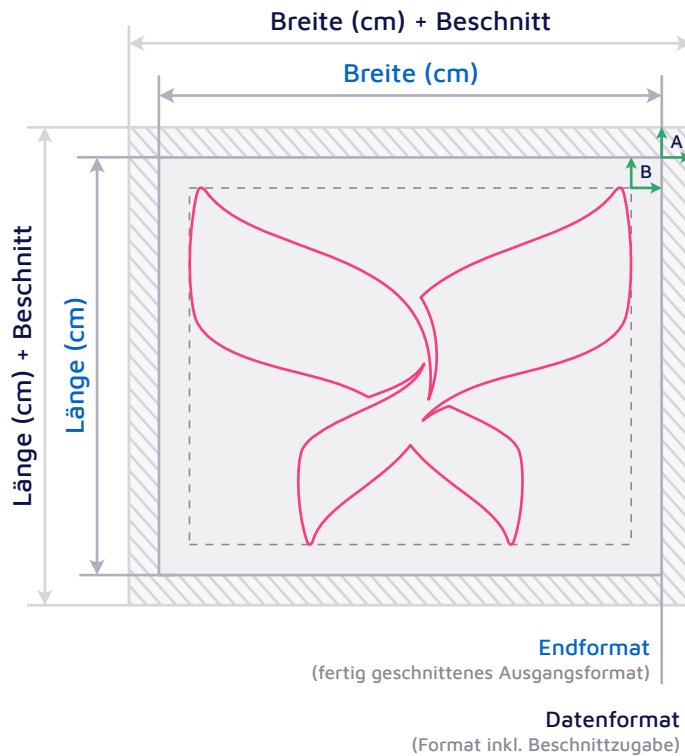 Breite (cm) + Beschnitt
Breite (cm)
A
B
Länge (cm) + Beschnitt
Länge (cm)
Endformat
(fertig geschnittenes Ausgangsformat)
Datenformat
(Format inkl. Beschnittzugabe)